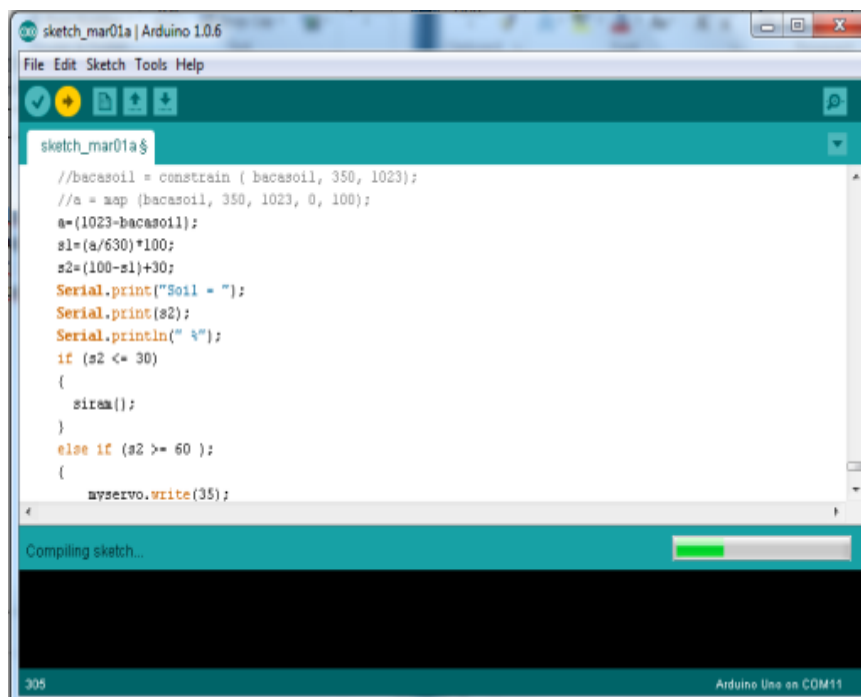 sketch_mar01a | Arduino 1.0.6
File Edit Sketch Tools Help
sketch_mar01a§
//bacasoil = constrain ( bacasoil, 350, 1023);
//a = map (bacasoil, 350, 1023, 0, 100);
a=(1023-bacasoil);
s1=(a/630)*100;
s2=(100-s1)+30;
Serial.print("Soil = ");
Serial.print(s2);
Serial.println(" %");
if (s2 <= 30)
{
siram();
}
else if (s2 >= 60 );
{
myservo.write(35);
Compiling sketch...
305
Arduino Uno on COM11